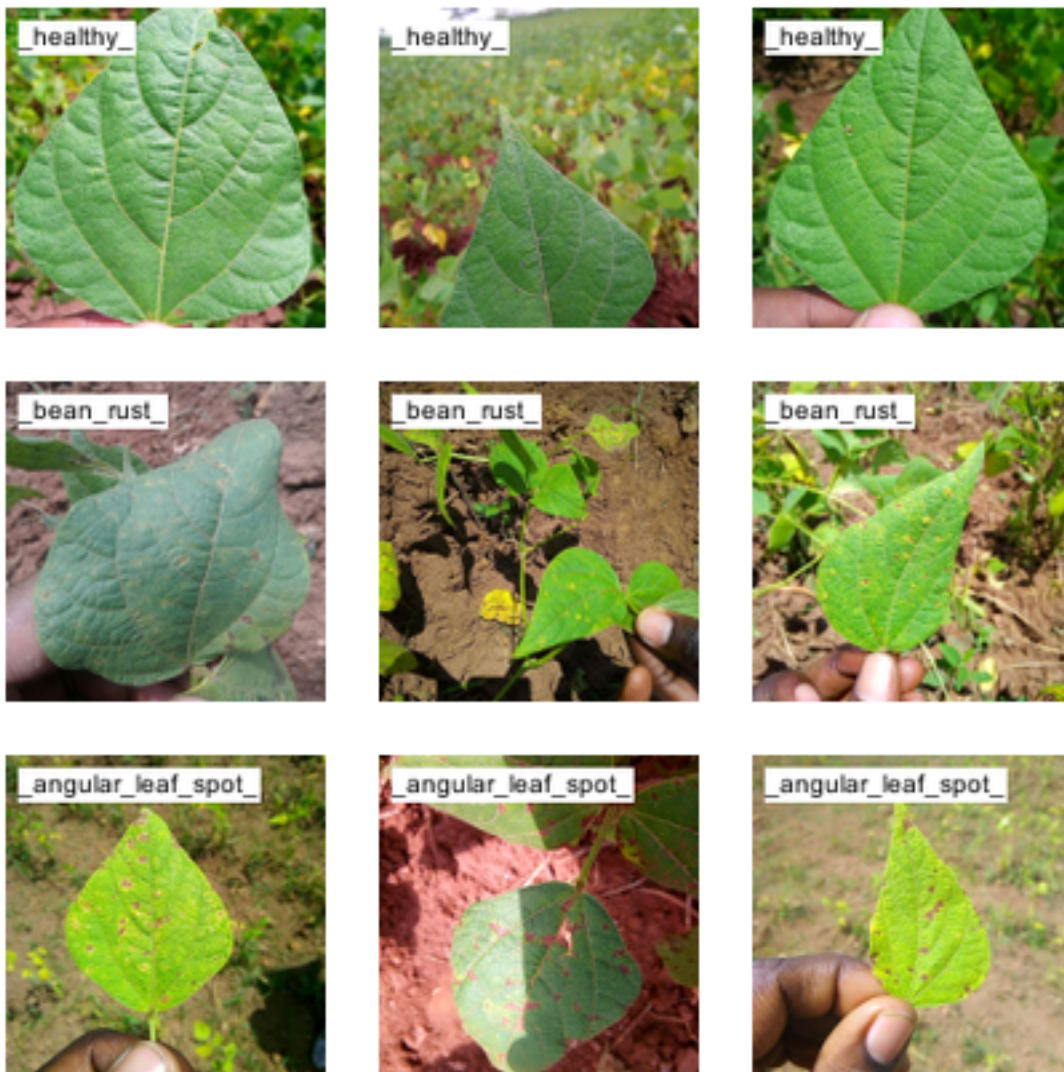 _healthy_
_healthy_
_healthy_
_bean_rust_
_bean_rust_
_bean_rust_
_angular_leaf_spot_
_angular_leaf_spot_
_angular_leaf_spot_